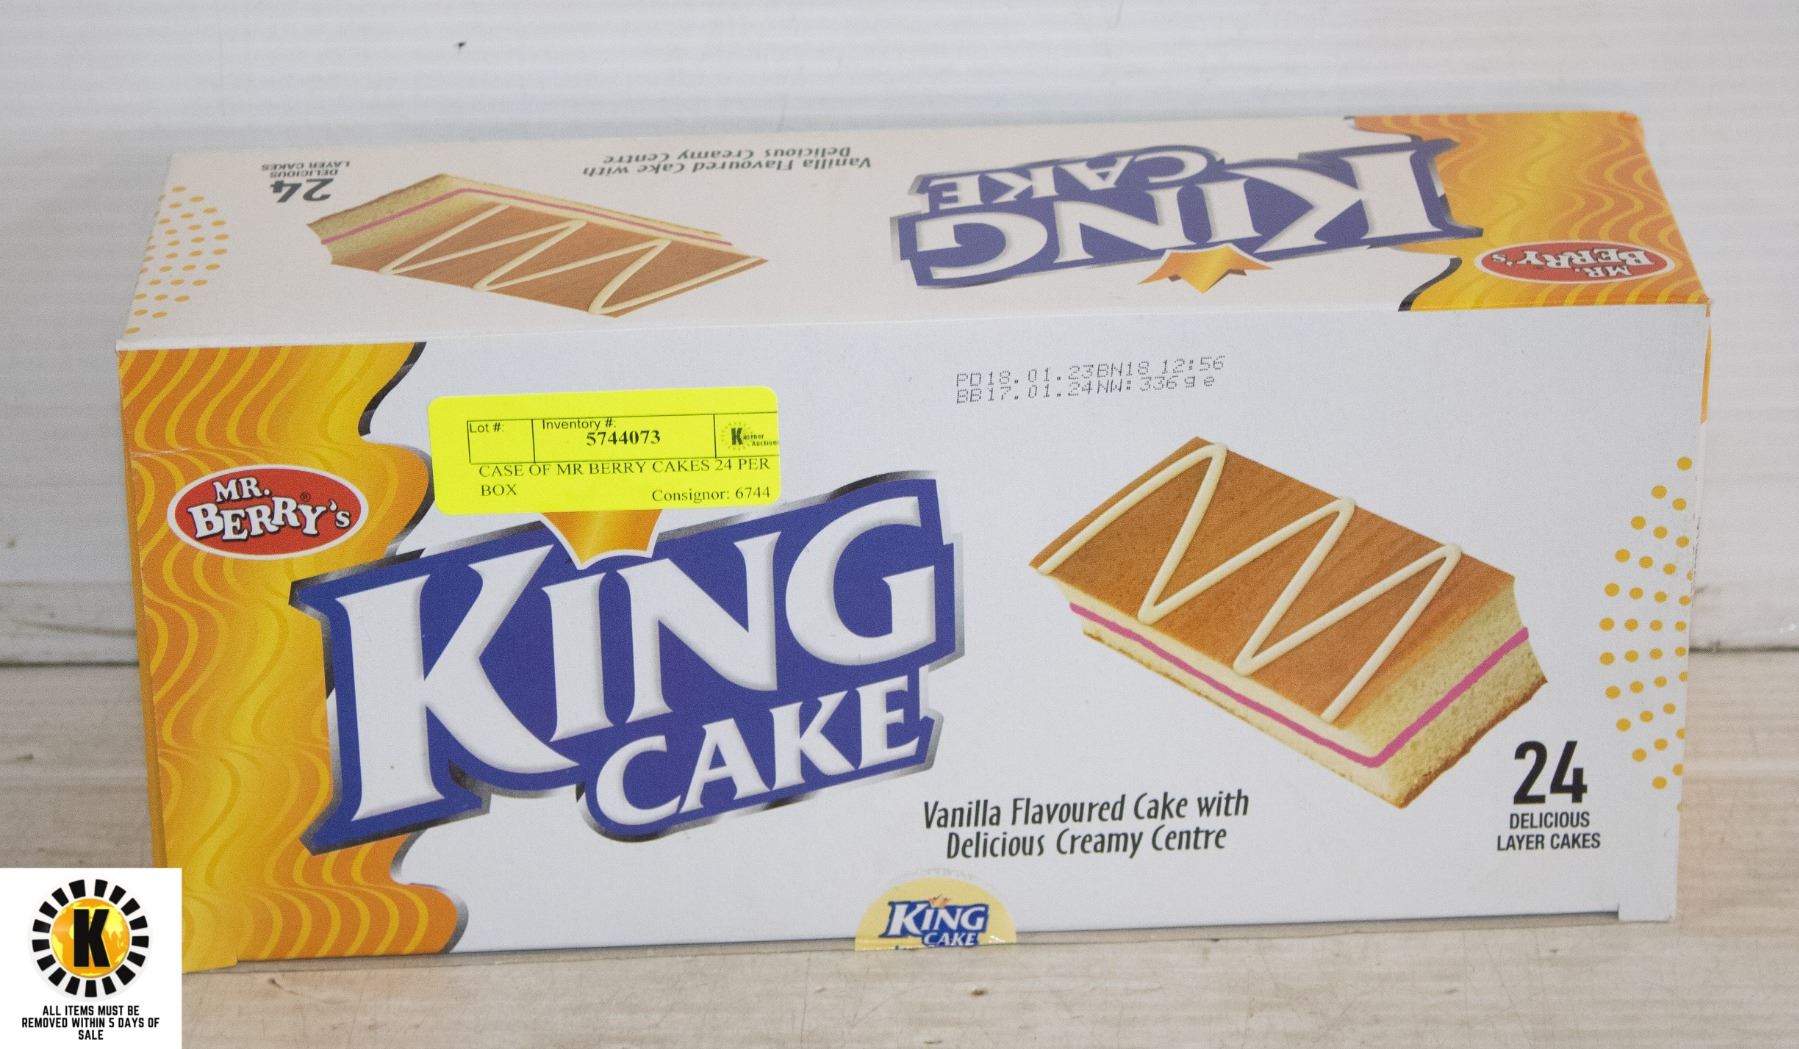 LAYER CAKES
DELICIOUS
24
Vanilla Flavoured Cake with
Delicious Creamy Centre
KING
CAKE
MR.
BERRY's
PD18.01.23BN18 12:56
BB17.01.24NW: 336g e
Lot #:
Inventory #:
5744073
K
CASE OF MR BERRY CAKES 24 PER
BOX
Consignor: 6744
MR.
BERRY's
®
KING
CAKE
Vanilla Flavoured Cake with
Delicious Creamy Centre
24
DELICIOUS
LAYER CAKES
KING
CAKE
K
ALL ITEMS MUST BE
REMOVED WITHIN 5 DAYS OF
SALE